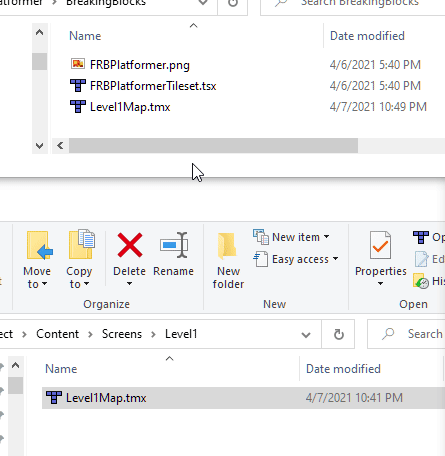 atformer > BreakingBlocks
Search BreakingBlocks
Name Date modified
FRBPlatformer.png 4/6/2021 5:40 PM
FRBPlatformerTileset.tsx 4/6/2021 5:40 PM
Level1Map.tmx 4/7/2021 10:49 PM
Move to Copy to Delete Rename
New folder
New item
Easy access
Properties
Op
Edi
His
Organize New Open
ect > Content > Screens > Level1
Search
Name Date modified
Level1Map.tmx 4/7/2021 10:41 PM